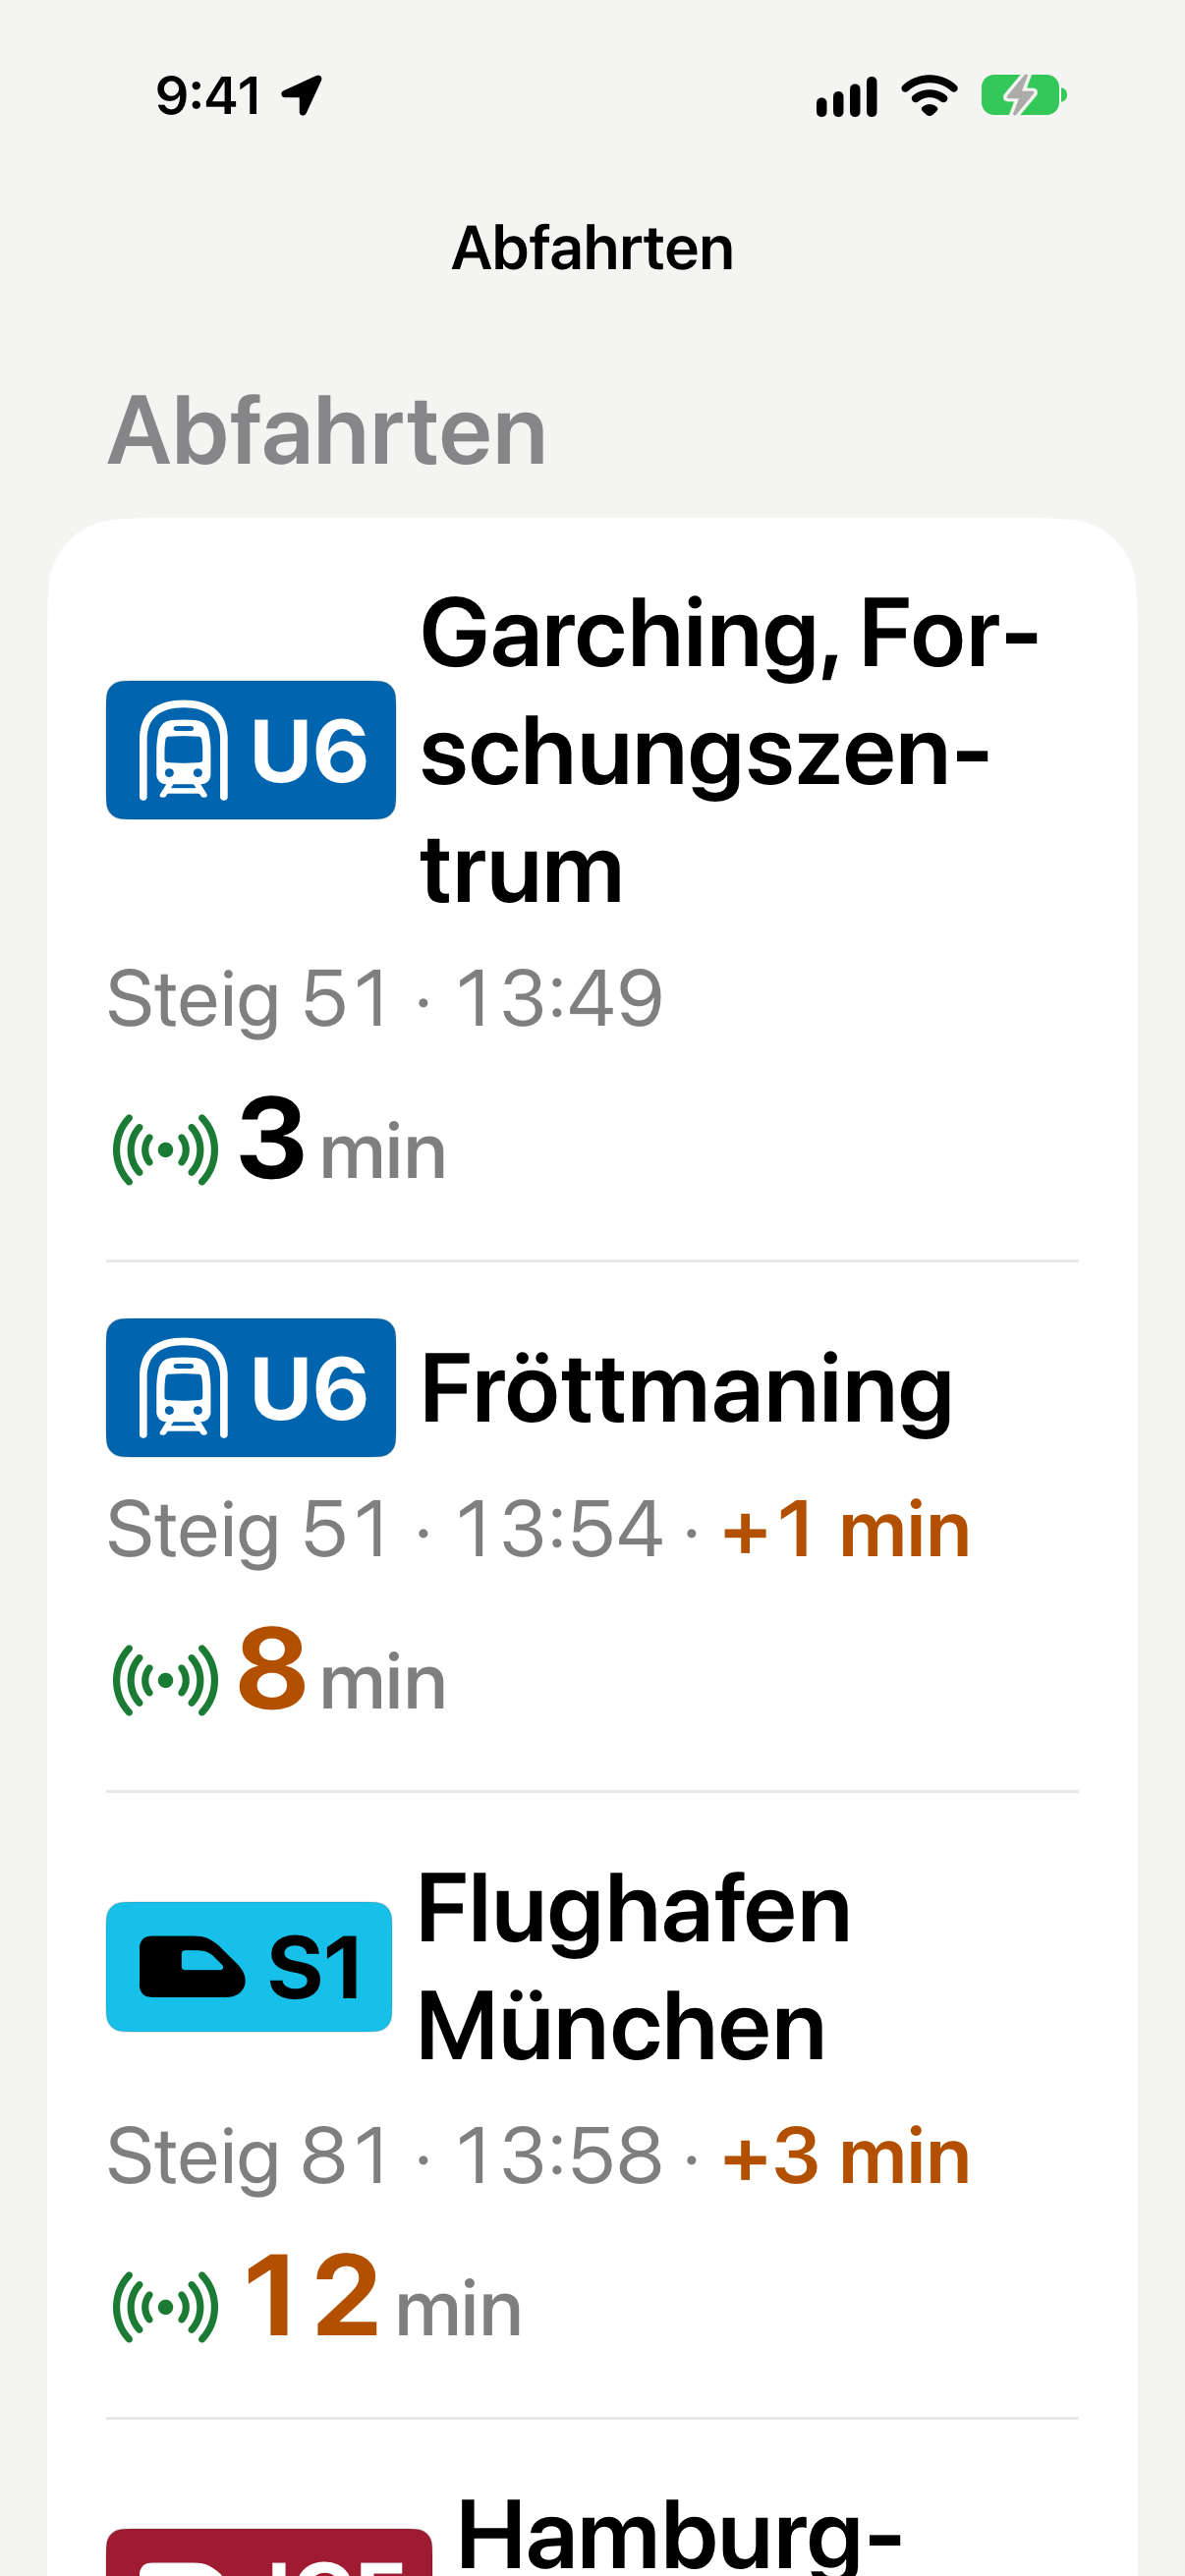 9:41
Abfahrten
Abfahrten
U6
Garching, For-
schungszen-
trum
Steig 51 · 13:49
3 min
U6 Fröttmaning
Steig 51 · 13:54 · +1 min
8 min
S1
Flughafen
München
Steig 81 · 13:58 · +3 min
12 min
Hamburg-